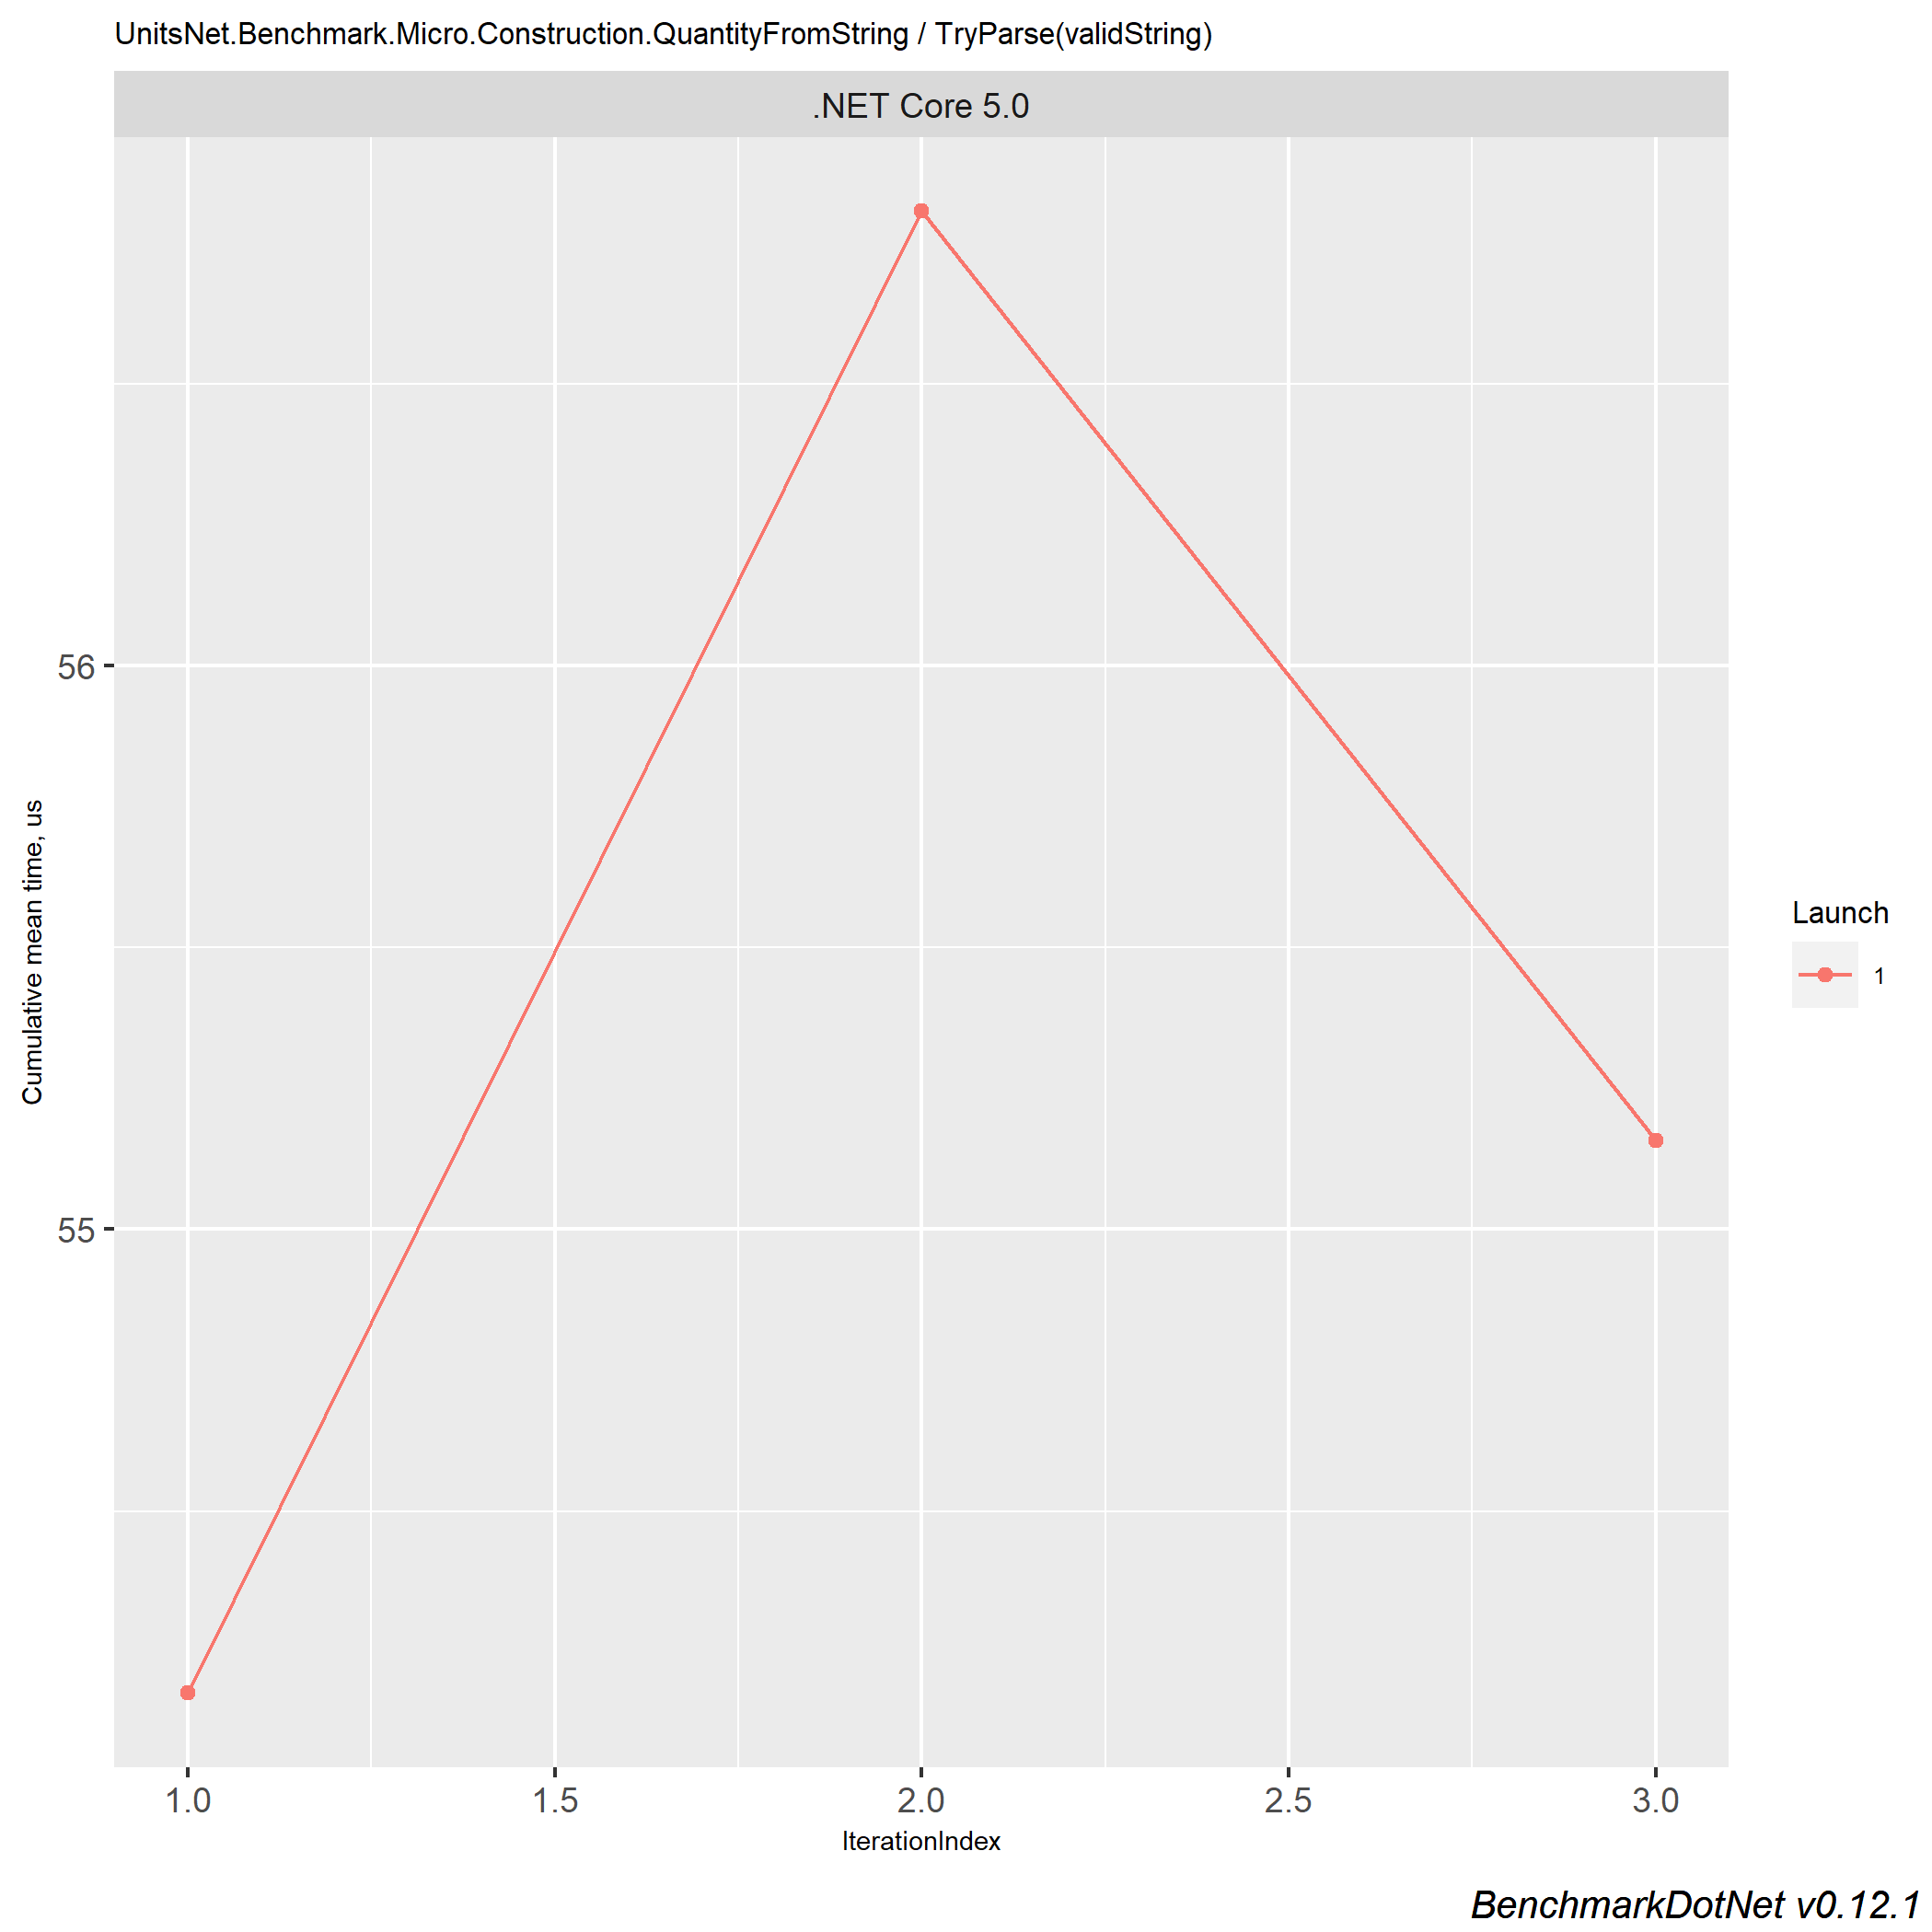 UnitsNet.Benchmark.Micro.Construction.QuantityFromString / TryParse(validString)
.NET Core 5.0
56
55
Cumulative mean time, us
Launch
1
1.0 1.5 2.0 2.5 3.0
IterationIndex
BenchmarkDotNet v0.12.1